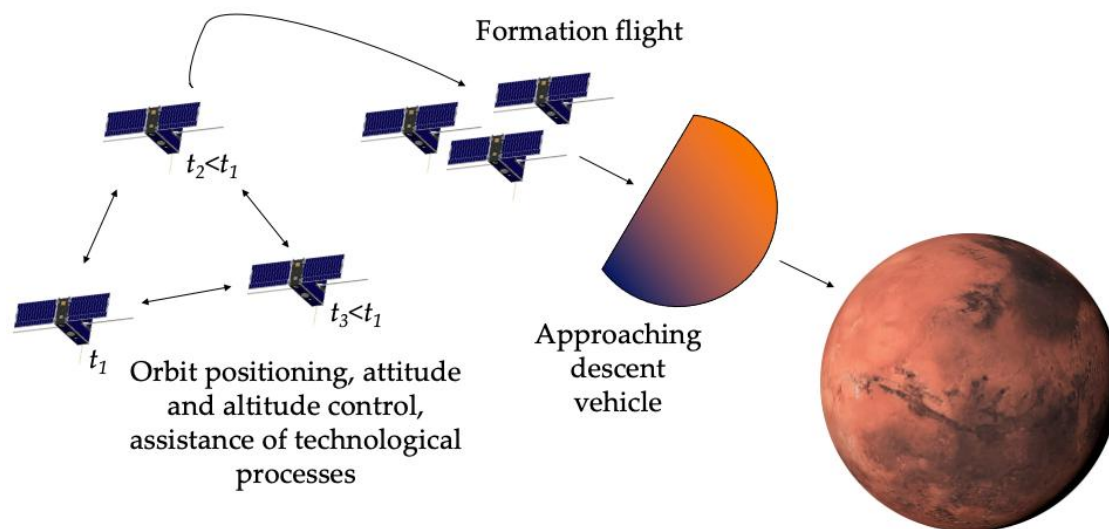 Formation flight
t₂<t₁
t₃<t₁
t₁
Orbit positioning, attitude
and altitude control,
assistance of technological
processes
Approaching
descent
vehicle